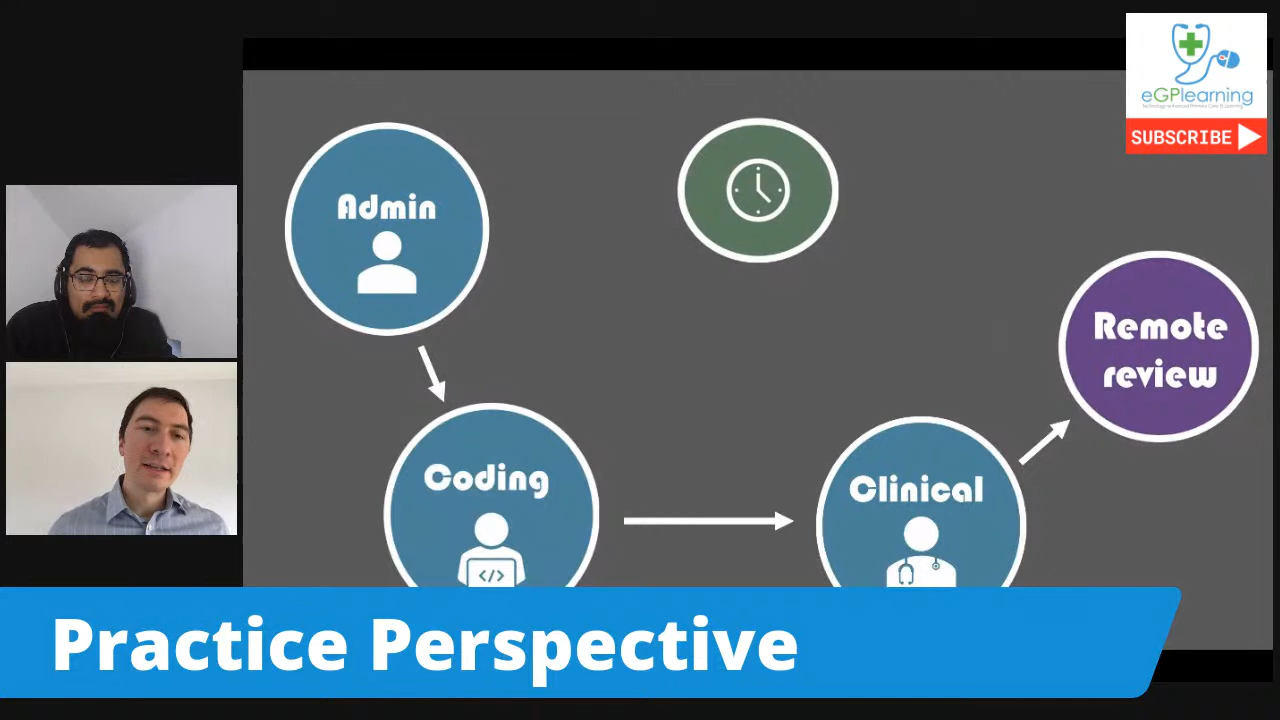 eGPlearning
SUBSCRIBE
Admin
Remote
review
Coding
</>
Clinical
Practice Perspective